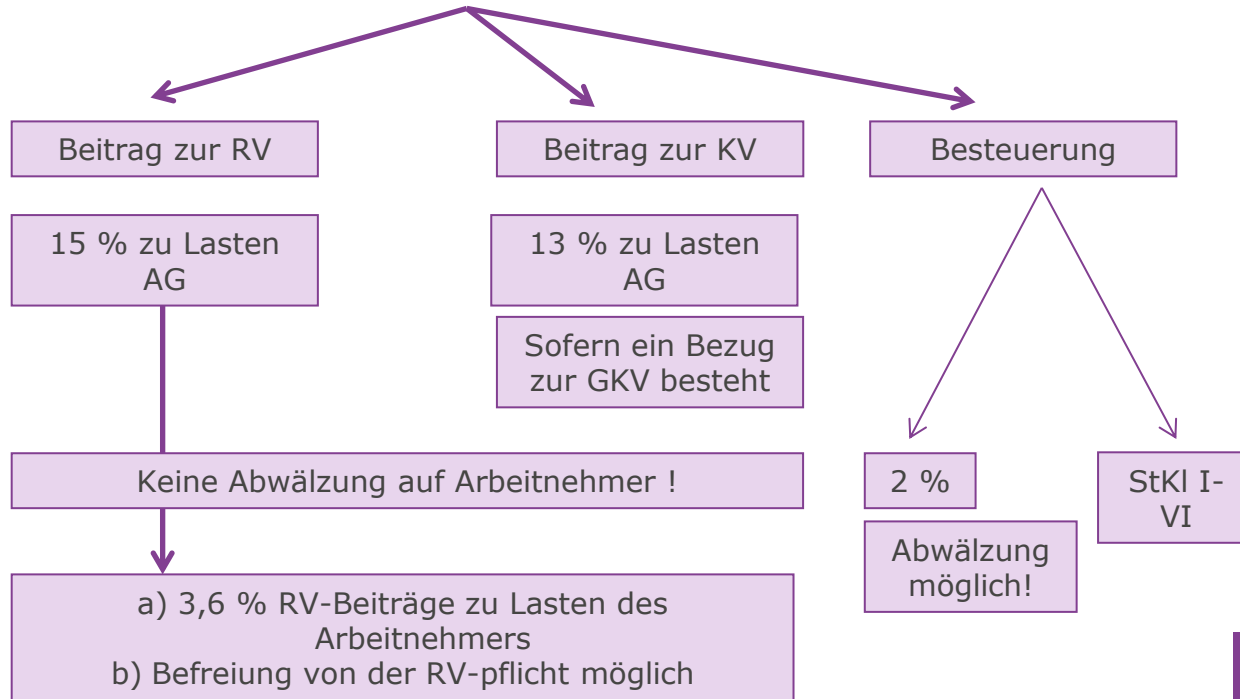 Beitrag zur RV
Beitrag zur KV
Besteuerung
15 % zu Lasten
AG
13 % zu Lasten
AG
Sofern ein Bezug
zur GKV besteht
Keine Abwälzung auf Arbeitnehmer !
2 %
StKl I-
VI
Abwälzung
möglich!
a) 3,6 % RV-Beiträge zu Lasten des
Arbeitnehmers
b) Befreiung von der RV-pflicht möglich